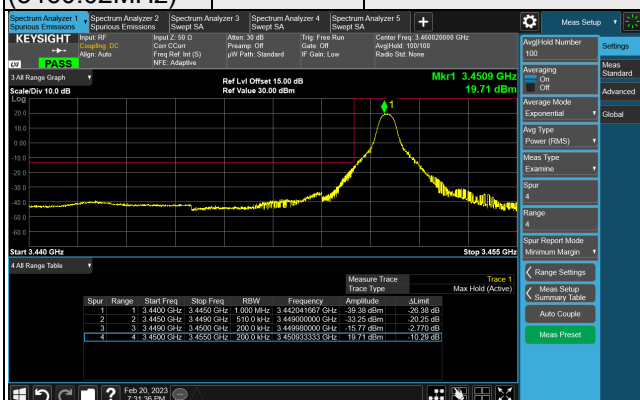 Spectrum Analyzer 1
Spurious Emissions
Spectrum Analyzer 2
Spurious Emissions
Spectrum Analyzer 3
Swept SA
Spectrum Analyzer 4
Swept SA
Spectrum Analyzer 5
Swept SA
+
Meas Setup
KEYSIGHT
Input: RF
Coupling: DC
Align: Auto
Input Z: 50 Ω
Corr CCorr
Freq Ref: Int (S)
NFE: Adaptive
Atten: 30 dB
Preamp: Off
µW Path: Standard
Trig: Free Run
Gate: Off
IF Gain: Low
Center Freq: 3.460020000 GHz
Avg|Hold: 100/100
Radio Std: None
LXI
PASS
3 All Range Graph
Scale/Div 10.0 dB
Ref Lvl Offset 15.00 dB
Ref Value 30.00 dBm
Mkr1 3.4509 GHz
19.71 dBm
Log
1
20.0
10.0
0.00
-10.0
-20.0
-30.0
-40.0
-50.0
-60.0
Start 3.440 GHz
Stop 3.455 GHz
4 All Range Table
Measure Trace Trace 1
Trace Type Max Hold (Active)
Spur Range Start Freq Stop Freq RBW Frequency Amplitude ΔLimit
1 1 3.4400 GHz 3.4450 GHz 1.000 MHz 3.442041667 GHz -39.38 dBm -26.38 dB
2 2 3.4450 GHz 3.4490 GHz 510.0 kHz 3.449000000 GHz -33.25 dBm -20.25 dB
3 3 3.4490 GHz 3.4500 GHz 200.0 kHz 3.449980000 GHz -15.77 dBm -2.770 dB
4 4 3.4500 GHz 3.4550 GHz 200.0 kHz 3.450933333 GHz 19.71 dBm -10.29 dB
Avg|Hold Number
100
Averaging
On
Off
Average Mode
Exponential
Avg Type
Power (RMS)
Meas Type
Examine
Spur
4
Range
4
Spur Report Mode
Minimum Margin
Range Settings
Meas Setup
Summary Table
Auto Couple
Meas Preset
Settings
Meas
Standard
Advanced
Global
?
Feb 20, 2023
7:31:36 PM